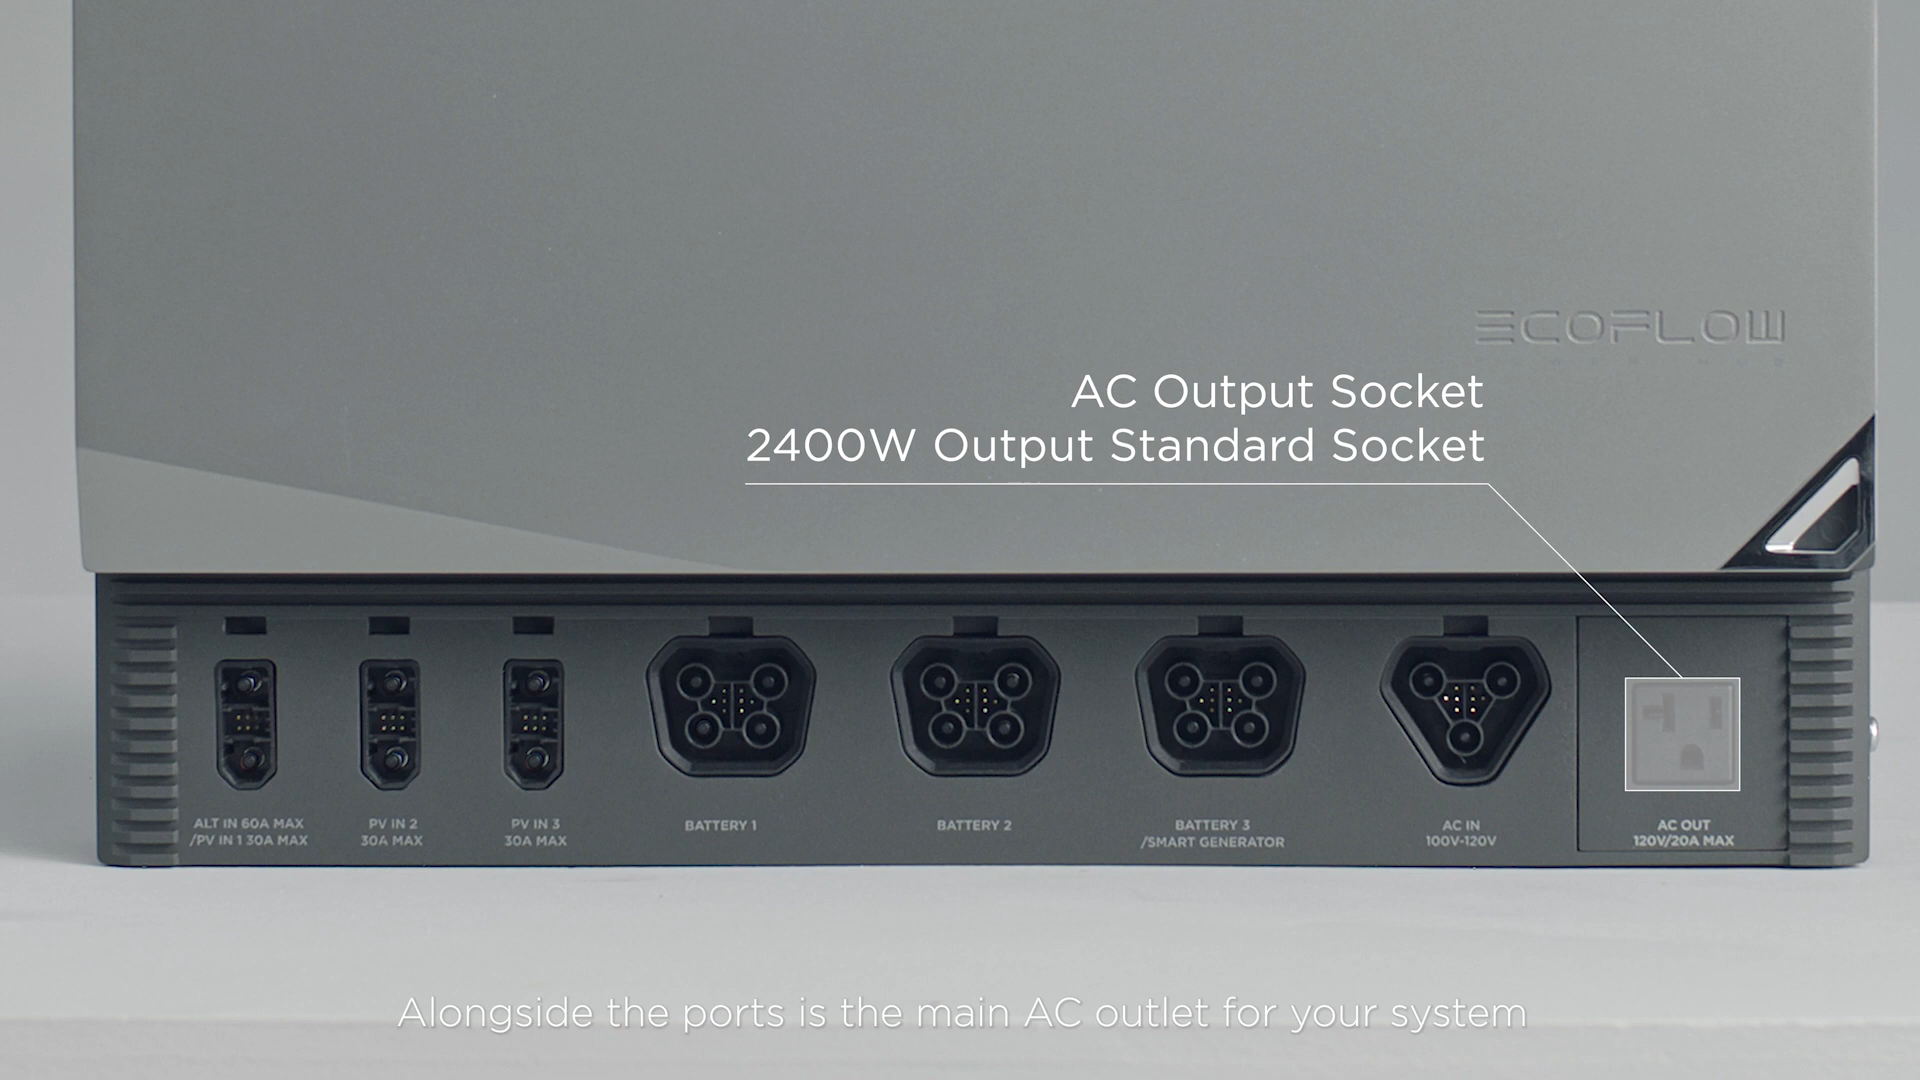 ECOFLOW
AC Output Socket
2400W Output Standard Socket
ALT IN 60A MAX
/PV IN 1 30A MAX
PV IN 2
30A MAX
PV IN 3
30A MAX
BATTERY 1
BATTERY 2
BATTERY 3
/SMART GENERATOR
AC IN
100V-120V
AC OUT
120V/20A MAX
Alongside the ports is the main AC outlet for your system